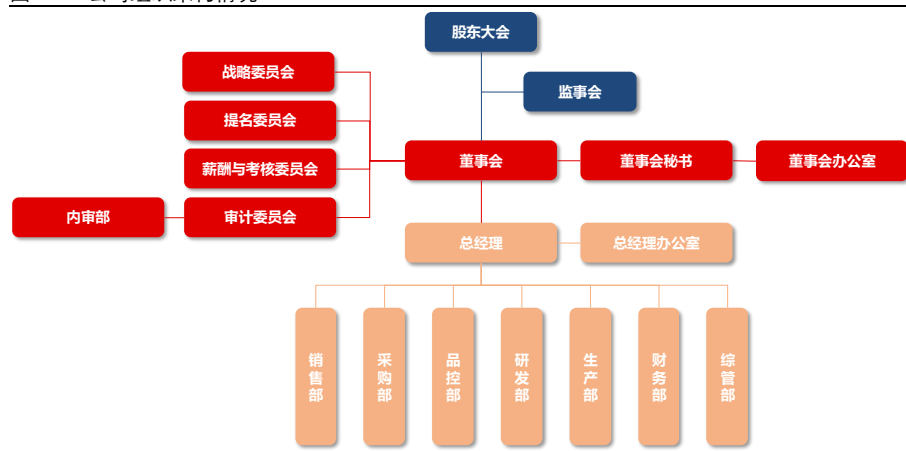 股东大会
战略委员会
监事会
提名委员会
董事会
董事会秘书
董事会办公室
薪酬与考核委员会
内审部
审计委员会
总经理
总经理办公室
销售部
采购部
品控部
研发部
生产部
财务部
综管部